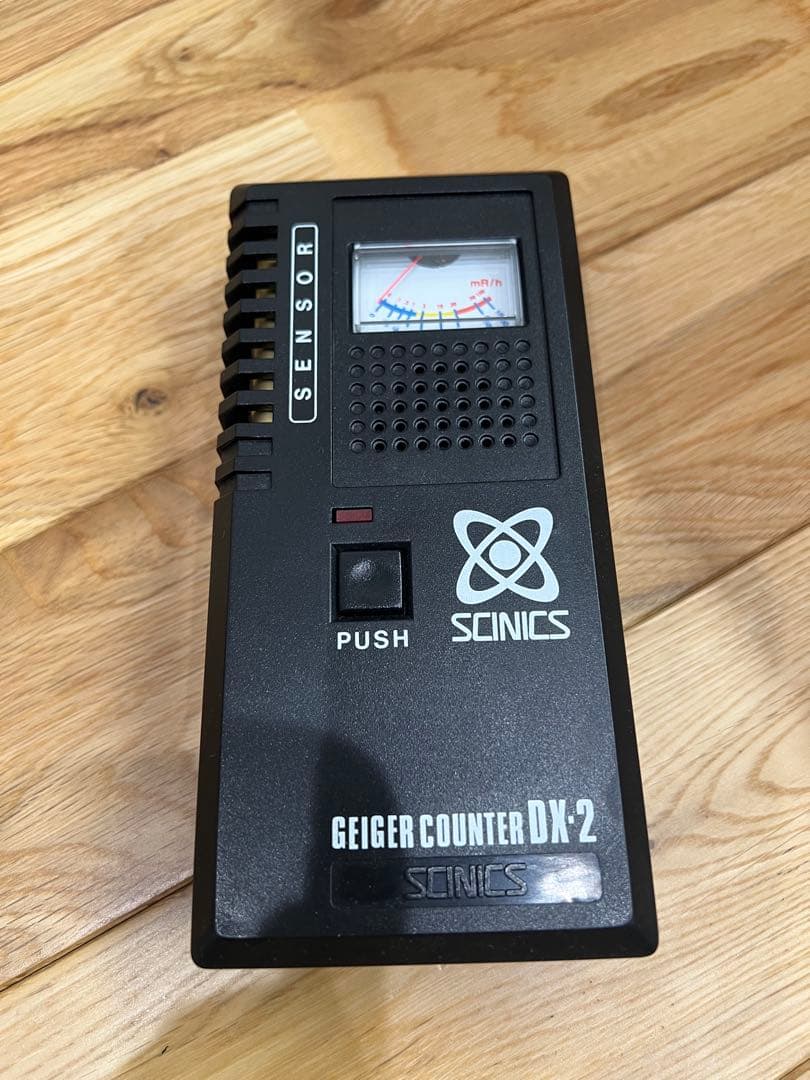 SENSOR
mR/h
SCINICS
PUSH
GEIGER COUNTER DX-2
SCINICS